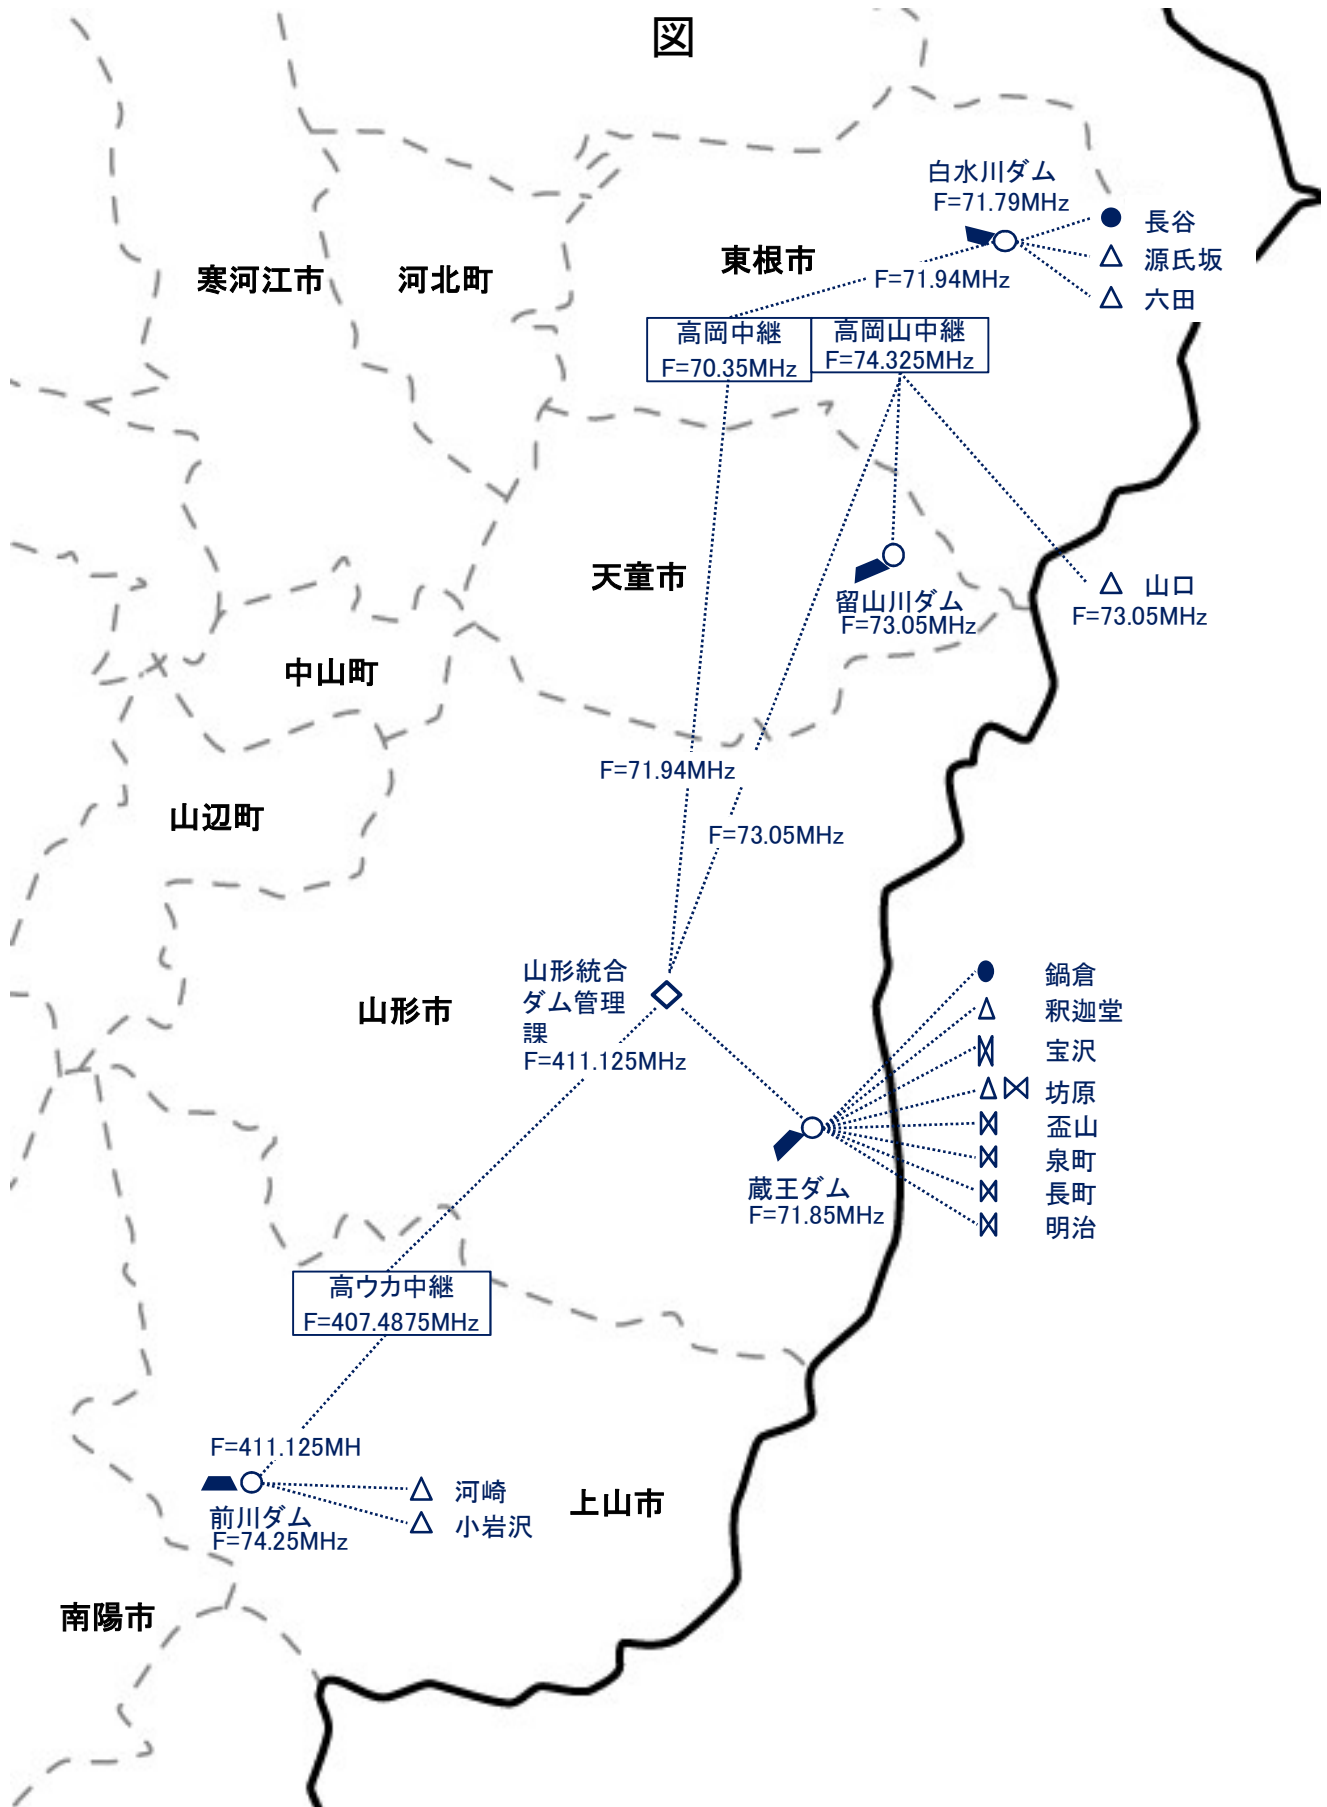 図
白水川ダム
F=71.79MHz
長谷
源氏坂
六田
東根市
寒河江市
河北町
F=71.94MHz
高岡中継
F=70.35MHz
高岡山中継
F=74.325MHz
天童市
留山川ダム
F=73.05MHz
山口
F=73.05MHz
中山町
F=71.94MHz
山辺町
F=73.05MHz
山形統合
ダム管理
課
F=411.125MHz
山形市
鍋倉
釈迦堂
宝沢
坊原
盃山
泉町
長町
明治
蔵王ダム
F=71.85MHz
高ウカ中継
F=407.4875MHz
F=411.125MH
前川ダム
F=74.25MHz
河崎
小岩沢
上山市
南陽市